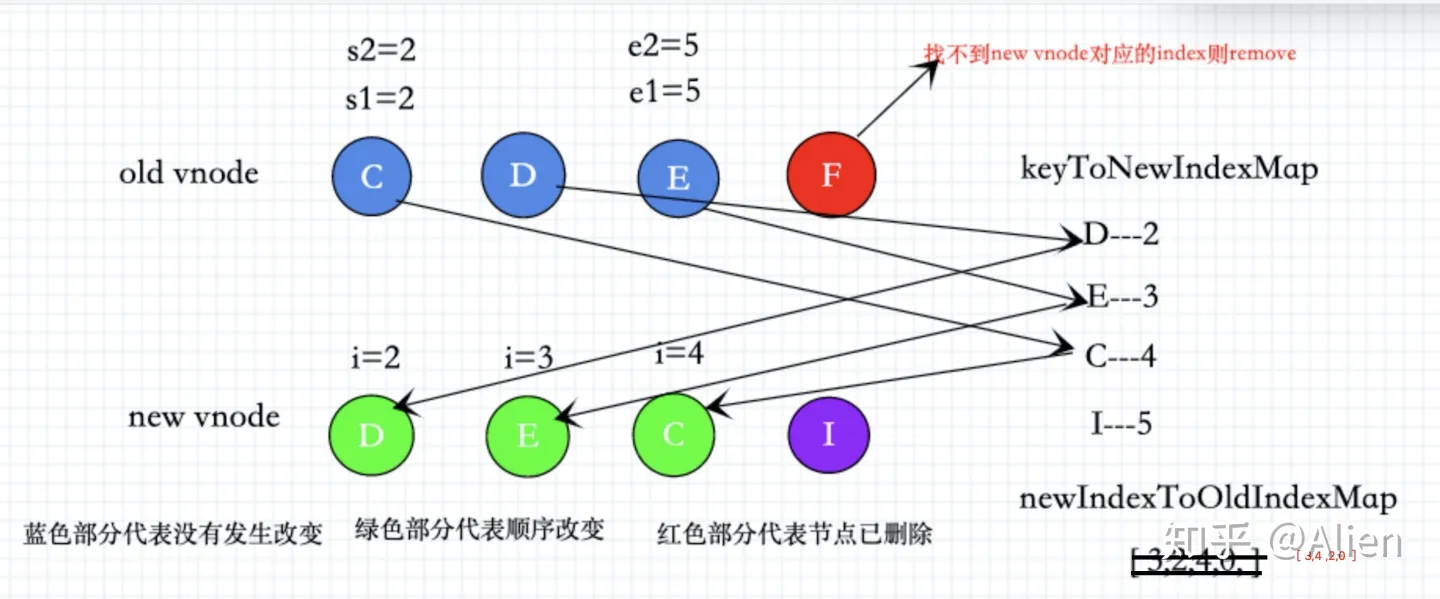 s2=2
e2=5
找不到new vnode对应的index则remove
s1=2
e1=5
old vnode
C
D
E
F
keyToNewIndexMap
D---2
E---3
i=2
i=3
i=4
C---4
new vnode
D
E
C
I
I---5
newIndexToOldIndexMap
蓝色部分代表没有发生改变
绿色部分代表顺序改变
红色部分代表节点已删除
知乎 @Alien
[ 3,2,4,0, ]
[ 3,4 ,2,0 ]